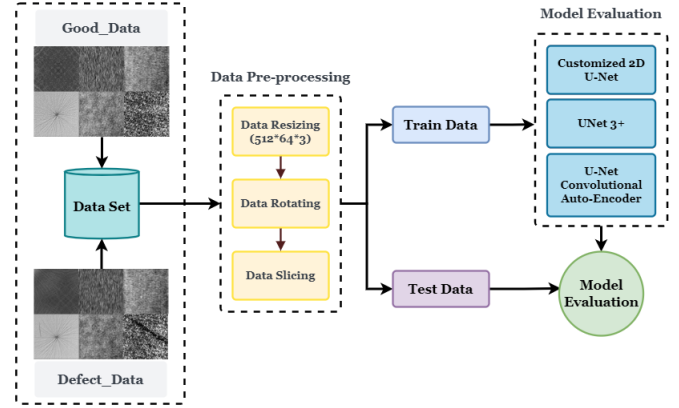 Good_Data
Data Set
Defect_Data
Data Pre-processing
Data Resizing
(512*64*3)
Data Rotating
Data Slicing
Train Data
Test Data
Model Evaluation
Customized 2D
U-Net
UNet 3+
U-Net
Convolutional
Auto-Encoder
Model
Evaluation